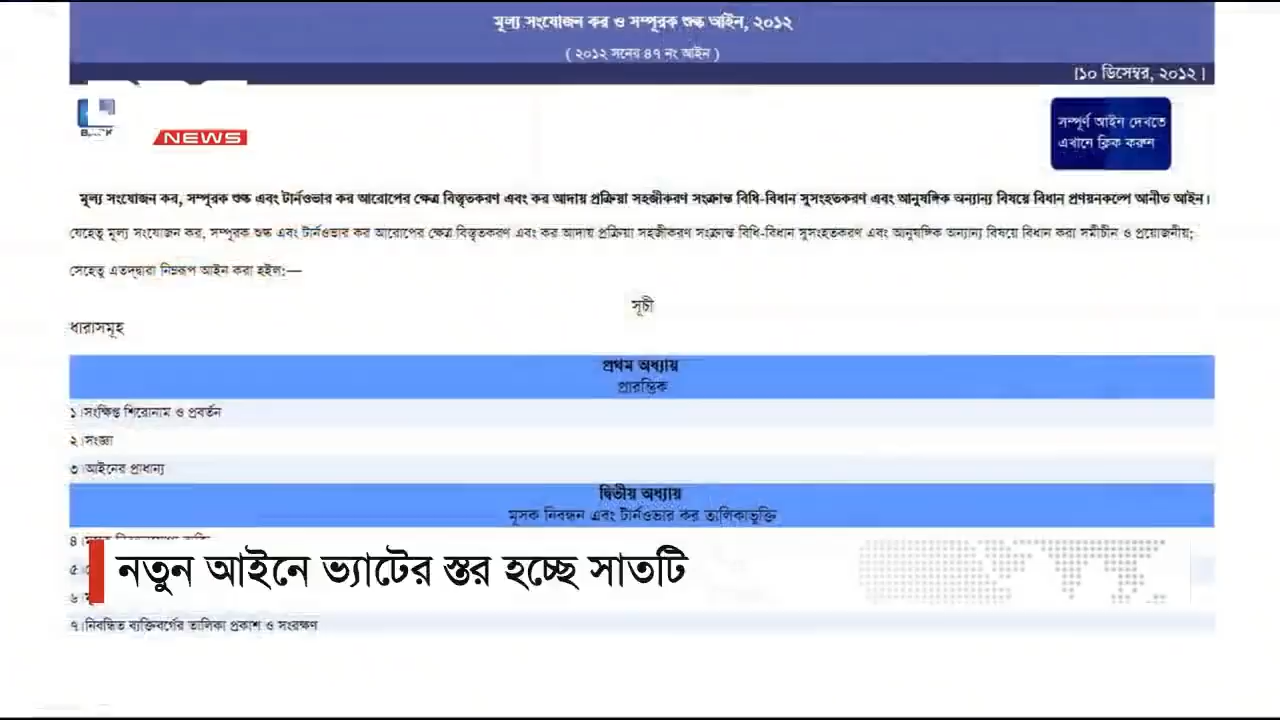 মূল্য সংযোজন কর ও সম্পূরক শুল্ক আইন, ২০১২
( ২০১২ সনের ৪৭ নং আইন )
[১০ ডিসেম্বর, ২০১২ ]
NEWS
সম্পূর্ণ আইন দেখতে
এখানে ক্লিক করুন
মূল্য সংযোজন কর, সম্পূরক শুল্ক এবং টার্নওভার কর আরোপের ক্ষেত্র বিস্তৃতকরণ এবং কর আদায় প্রক্রিয়া সহজীকরণ সংক্রান্ত বিধি-বিধান সুসংহতকরণ এবং আনুষঙ্গিক অন্যান্য বিষয়ে বিধান প্রণয়নকল্পে আনীত আইন।
যেহেতু মূল্য সংযোজন কর, সম্পূরক শুল্ক এবং টার্নওভার কর আরোপের ক্ষেত্র বিস্তৃতকরণ এবং কর আদায় প্রক্রিয়া সহজীকরণ সংক্রান্ত বিধি-বিধান সুসংহতকরণ এবং আনুষঙ্গিক অন্যান্য বিষয়ে বিধান করা সমীচীন ও প্রয়োজনীয়;
সেহেতু এতদ্দ্বারা নিম্নরূপ আইন করা হইল:—
সূচী
ধারাসমূহ
প্রথম অধ্যায়
প্রারম্ভিক
১। সংক্ষিপ্ত শিরোনাম ও প্রবর্তন
২। সংজ্ঞা
৩। আইনের প্রাধান্য
দ্বিতীয় অধ্যায়
মূসক নিবন্ধন এবং টার্নওভার কর তালিকাভুক্তি
৪।
৫।
৬।
নতুন আইনে ভ্যাটের স্তর হচ্ছে সাতটি
৭। নিবন্ধিত ব্যক্তিবর্গের তালিকা প্রকাশ ও সংরক্ষণ